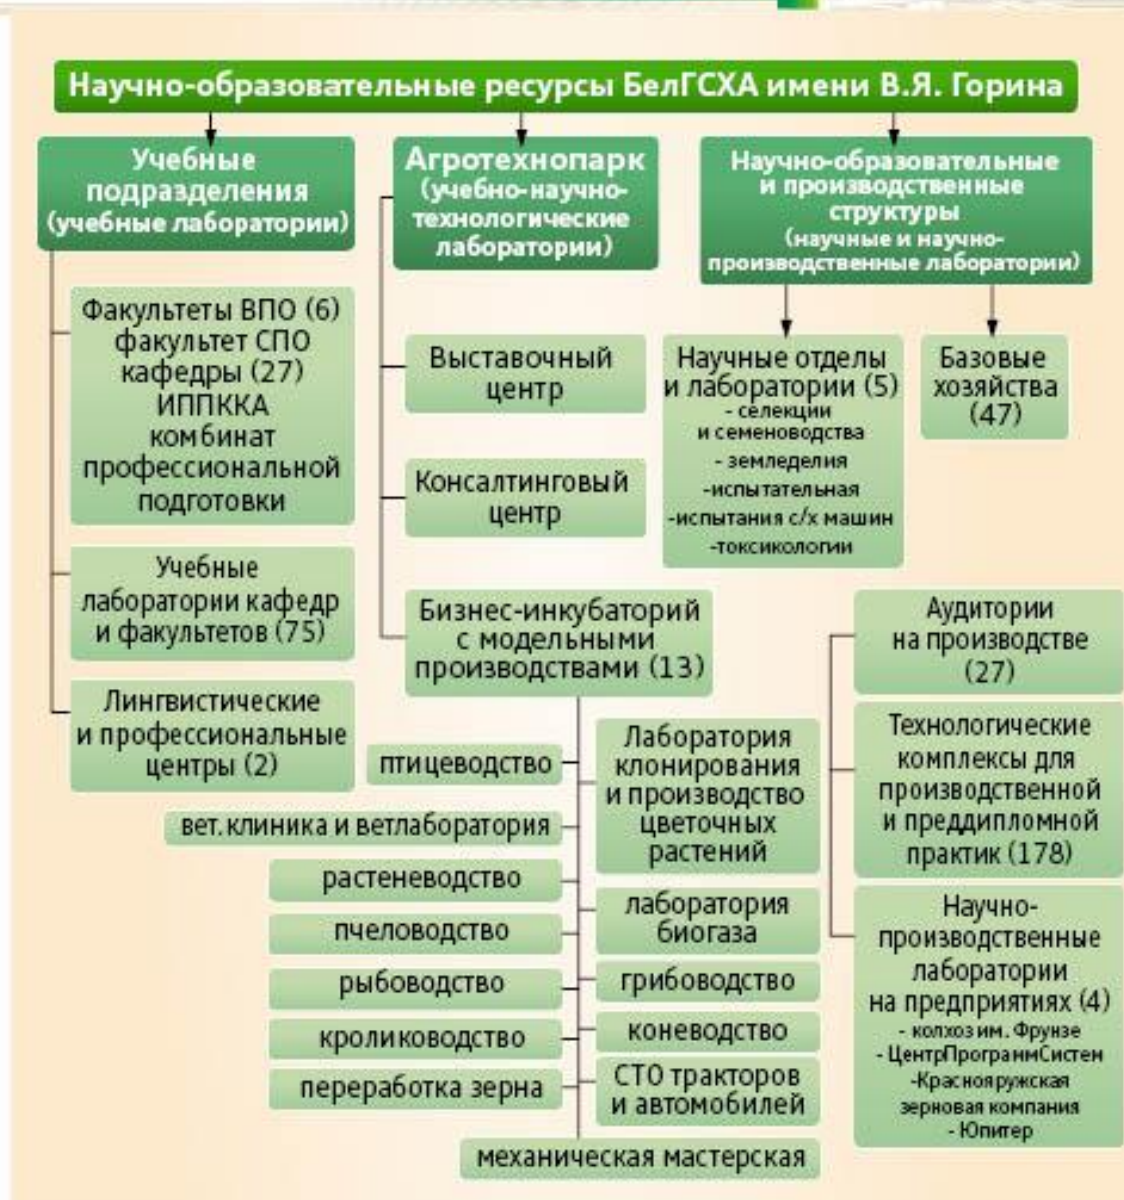 Научно-образовательные ресурсы БелГСХА имени В.Я. Горина
Учебные
подразделения
(учебные лаборатории)
Факультеты ВПО (6)
факультет СПО
кафедры (27)
ИППККА
комбинат
профессиональной
подготовки
Учебные
лаборатории кафедр
и факультетов (75)
Лингвистические
и профессиональные
центры (2)
Агротехнопарк
(учебно-научно-
технологические
лаборатории)
Выставочный
центр
Консалтинговый
центр
Бизнес-инкубаторий
с модельными
производствами (13)
птицеводство
вет.клиника и ветлаборатория
растеневодство
пчеловодство
рыбоводство
кролиководство
переработка зерна
Лаборатория
клонирования
и производство
цветочных
растений
лаборатория
биогаза
грибоводство
коневодство
СТО тракторов
и автомобилей
механическая мастерская
Научно-образовательные
и производственные
структуры
(научные и научно-
производственные лаборатории)
Научные отделы
и лаборатории (5)
- селекции
и семеноводства
- земледелия
-испытательная
-испытания с/х машин
-токсикологии
Базовые
хозяйства
(47)
Аудитории
на производстве
(27)
Технологические
комплексы для
производственной
и преддипломной
практик (178)
Научно-
производственные
лаборатории
на предприятиях (4)
- колхоз им. Фрунзе
- ЦентрПрограммСистем
-Краснояружская
зерновая компания
- Юпитер